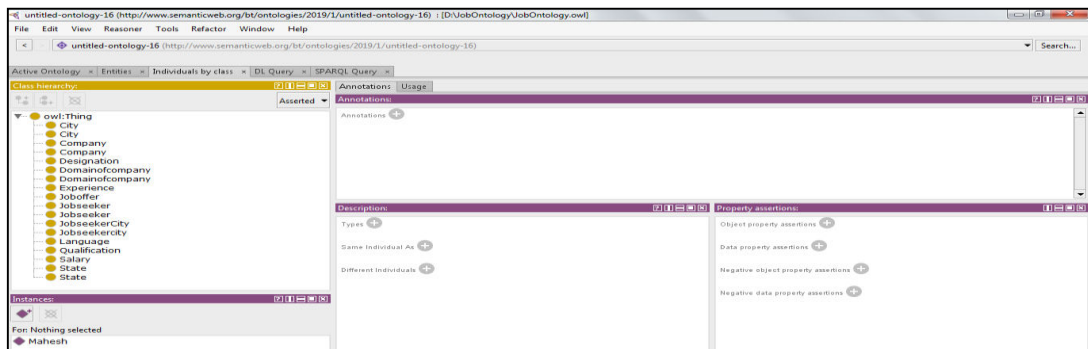 untitled-ontology-16 (http://www.semanticweb.org/bt/ontologies/2019/1/untitled-ontology-16) : [D:\JobOntology\JobOntology.owl]
File Edit View Reasoner Tools Refactor Window Help
< untitled-ontology-16 (http://www.semanticweb.org/bt/ontologies/2019/1/untitled-ontology-16) Search...
Active Ontology × Entities × Individuals by class × DL Query × SPARQL Query ×
Class hierarchy:
Asserted
owl:Thing
City
City
Company
Company
Designation
Domainofcompany
Domainofcompany
Experience
Joboffer
Jobseeker
Jobseeker
JobseekerCity
Jobseekercity
Language
Qualification
Salary
State
State
Instances:
For: Nothing selected
Mahesh
Annotations Usage
Annotations:
Annotations
Description:
Types
Same Individual As
Different Individuals
Property assertions:
Object property assertions
Data property assertions
Negative object property assertions
Negative data property assertions